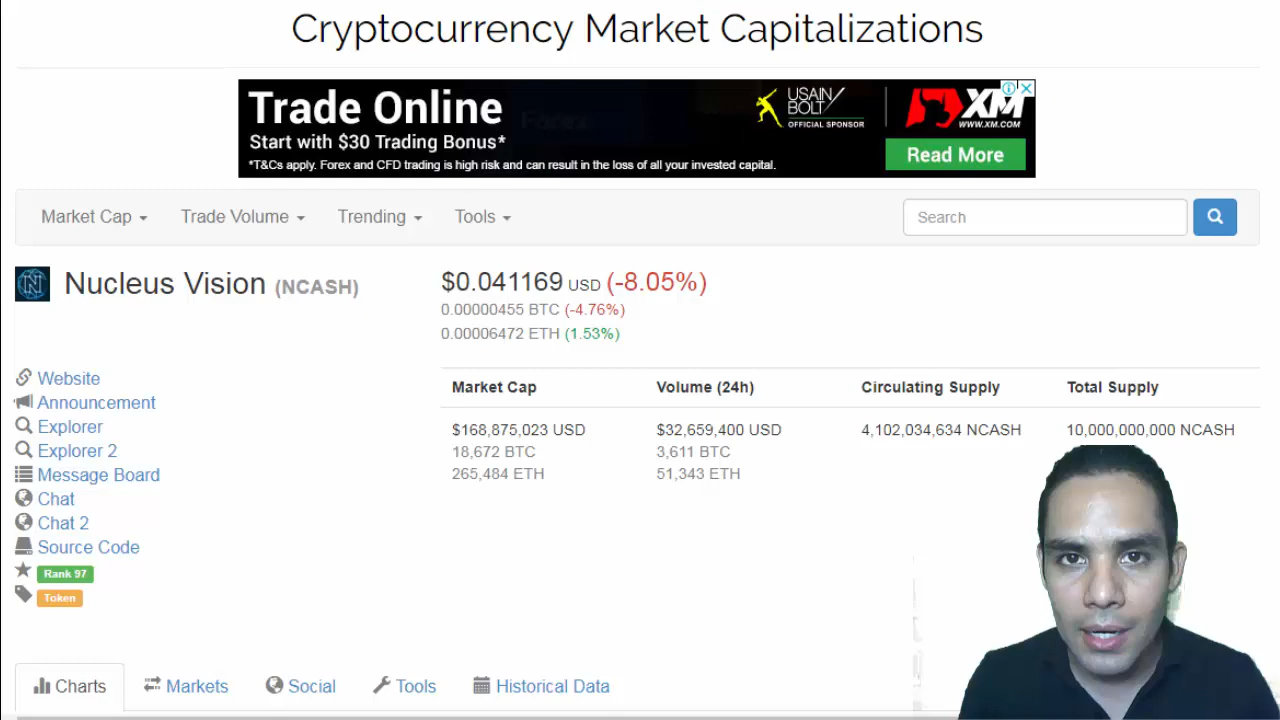 Cryptocurrency Market Capitalizations
Trade Online
Start with $30 Trading Bonus*
*T&Cs apply. Forex and CFD trading is high risk and can result in the loss of all your invested capital.
Forex
USAIN
BOLT
OFFICIAL SPONSOR
XM
WWW.XM.COM
Read More
Market Cap Trade Volume Trending Tools Search
Nucleus Vision (NCASH)
$0.041169 USD (-8.05%)
0.00000455 BTC (-4.76%)
0.00006472 ETH (1.53%)
Website
Announcement
Explorer
Explorer 2
Message Board
Chat
Chat 2
Source Code
Rank 97
Token
Market Cap Volume (24h) Circulating Supply Total Supply
$168,875,023 USD $32,659,400 USD 4,102,034,634 NCASH 10,000,000,000 NCASH
18,672 BTC 3,611 BTC
265,484 ETH 51,343 ETH
Charts Markets Social Tools Historical Data